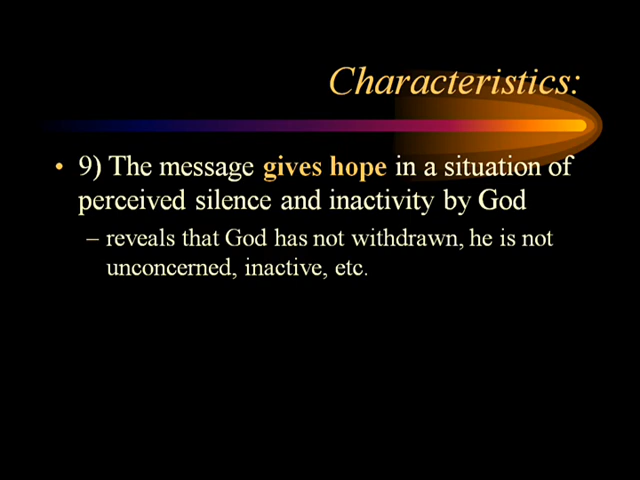 Characteristics:
• 9) The message gives hope in a situation of
perceived silence and inactivity by God
– reveals that God has not withdrawn, he is not
unconcerned, inactive, etc.